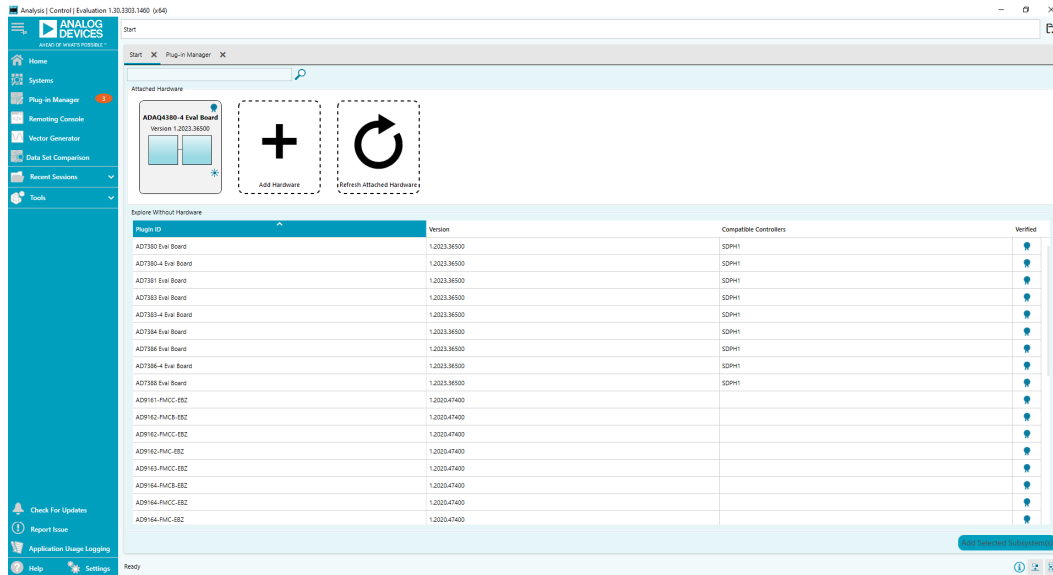 Analysis | Control | Evaluation 1.30.3303.1460 (x64)
ANALOG
DEVICES
AHEAD OF WHAT'S POSSIBLE™
Start
Home
Systems
Plug-in Manager 3
Remoting Console
Vector Generator
Data Set Comparison
Recent Sessions
Tools
Start
Plug-in Manager
Attached Hardware
ADAQ4380-4 Eval Board
Version 1.2023.36500
Add Hardware
Refresh Attached Hardware
Explore Without Hardware
Plugin ID Version Compatible Controllers Verified
AD7380 Eval Board 1.2023.36500 SDPH1
AD7380-4 Eval Board 1.2023.36500 SDPH1
AD7381 Eval Board 1.2023.36500 SDPH1
AD7383 Eval Board 1.2023.36500 SDPH1
AD7383-4 Eval Board 1.2023.36500 SDPH1
AD7384 Eval Board 1.2023.36500 SDPH1
AD7386 Eval Board 1.2023.36500 SDPH1
AD7386-4 Eval Board 1.2023.36500 SDPH1
AD7388 Eval Board 1.2023.36500 SDPH1
AD9161-FMCC-EBZ 1.2020.47400
AD9162-FMCB-EBZ 1.2020.47400
AD9162-FMCC-EBZ 1.2020.47400
AD9162-FMC-EBZ 1.2020.47400
AD9163-FMCC-EBZ 1.2020.47400
AD9164-FMCB-EBZ 1.2020.47400
AD9164-FMCC-EBZ 1.2020.47400
AD9164-FMC-EBZ 1.2020.47400
Add Selected Subsystem(s)
Check For Updates
Report Issue
Application Usage Logging
Help
Settings
Ready